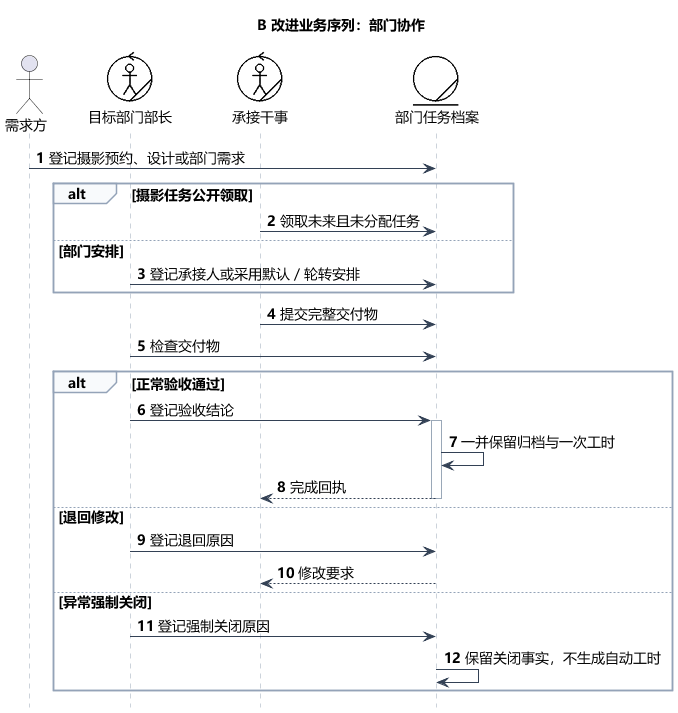 B 改进业务序列：部门协作
需求方
目标部门部长
承接干事
部门任务档案
1 登记摄影预约、设计或部门需求
alt [摄影任务公开领取]
2 领取未来且未分配任务
[部门安排]
3 登记承接人或采用默认 / 轮转安排
4 提交完整交付物
5 检查交付物
alt [正常验收通过]
6 登记验收结论
7 一并保留归档与一次工时
8 完成回执
[退回修改]
9 登记退回原因
10 修改要求
[异常强制关闭]
11 登记强制关闭原因
12 保留关闭事实，不生成自动工时